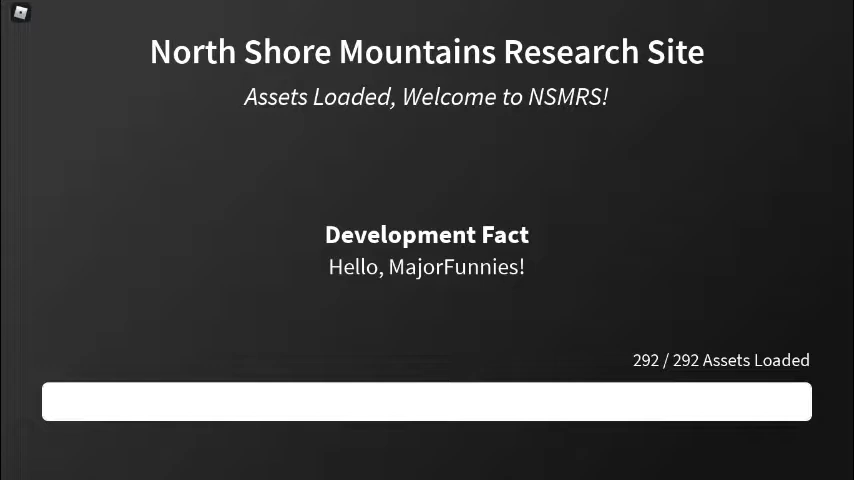 North Shore Mountains Research Site
Assets Loaded, Welcome to NSMRS!
Development Fact
Hello, MajorFunnies!
292 / 292 Assets Loaded